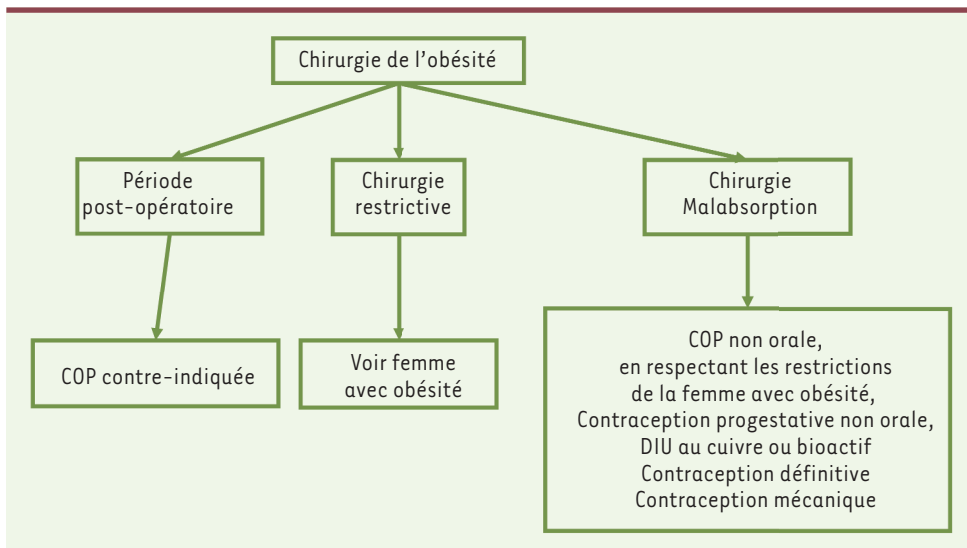 Chirurgie de l'obésité
Période
post-opératoire
Chirurgie
restrictive
Chirurgie
Malabsorption
COP contre-indiquée
Voir femme
avec obésité
COP non orale,
en respectant les restrictions
de la femme avec obésité,
Contraception progestative non orale,
DIU au cuivre ou bioactif
Contraception définitive
Contraception mécanique